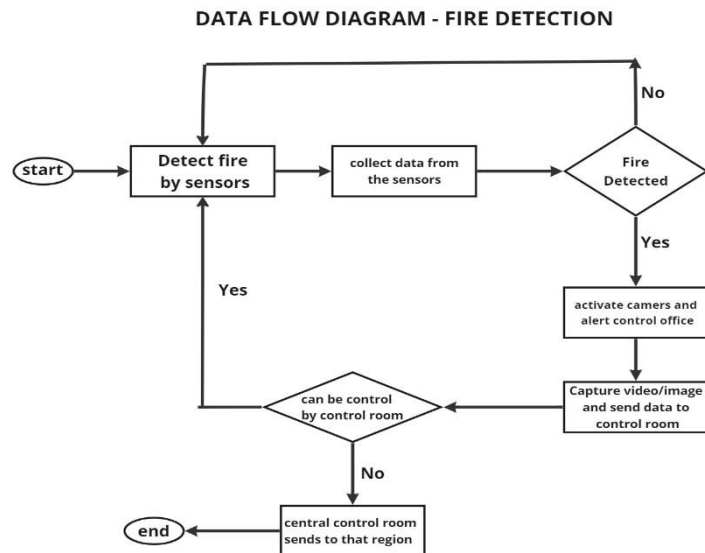 DATA FLOW DIAGRAM - FIRE DETECTION
No
start
Detect fire
by sensors
collect data from
the sensors
Fire
Detected
Yes
activate camers and
alert control office
Yes
can be control
by control room
Capture video/image
and send data to
control room
No
end
central control room
sends to that region